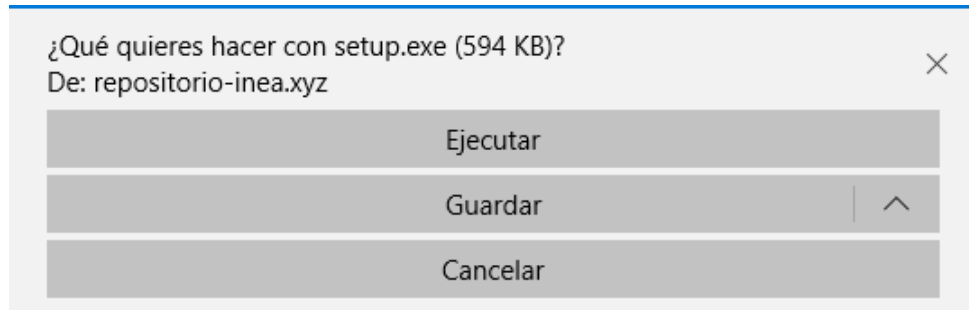 ¿Qué quieres hacer con setup.exe (594 KB)?
De: repositorio-inea.xyz
Ejecutar
Guardar
Cancelar